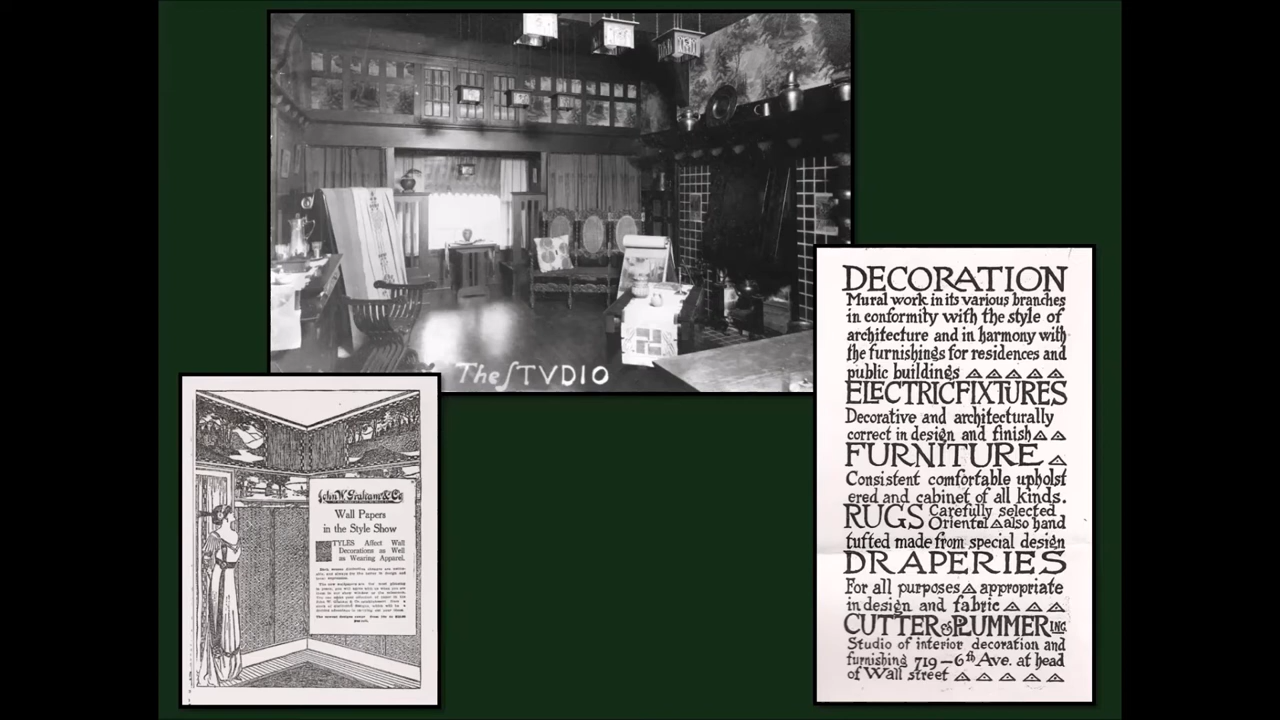 The STVDIO
John W. Graham & Co
Wall Papers
in the Style Show
STYLES Affect Wall
Decorations as Well
as Wearing Apparel.
DECORATION
Mural work in its various branches
in conformity with the style of
architecture and in harmony with
the furnishings for residences and
public buildings
ELECTRIC FIXTURES
Decorative and architecturally
correct in design and finish
FURNITURE
Consistent comfortable upholst
ered and cabinet of all kinds.
RUGS Carefully selected
Oriental also hand
tufted made from special design
DRAPERIES
For all purposes appropriate
in design and fabric
CUTTER & PLUMMER INC
Studio of interior decoration and
furnishing 719-6th Ave. at head
of Wall street